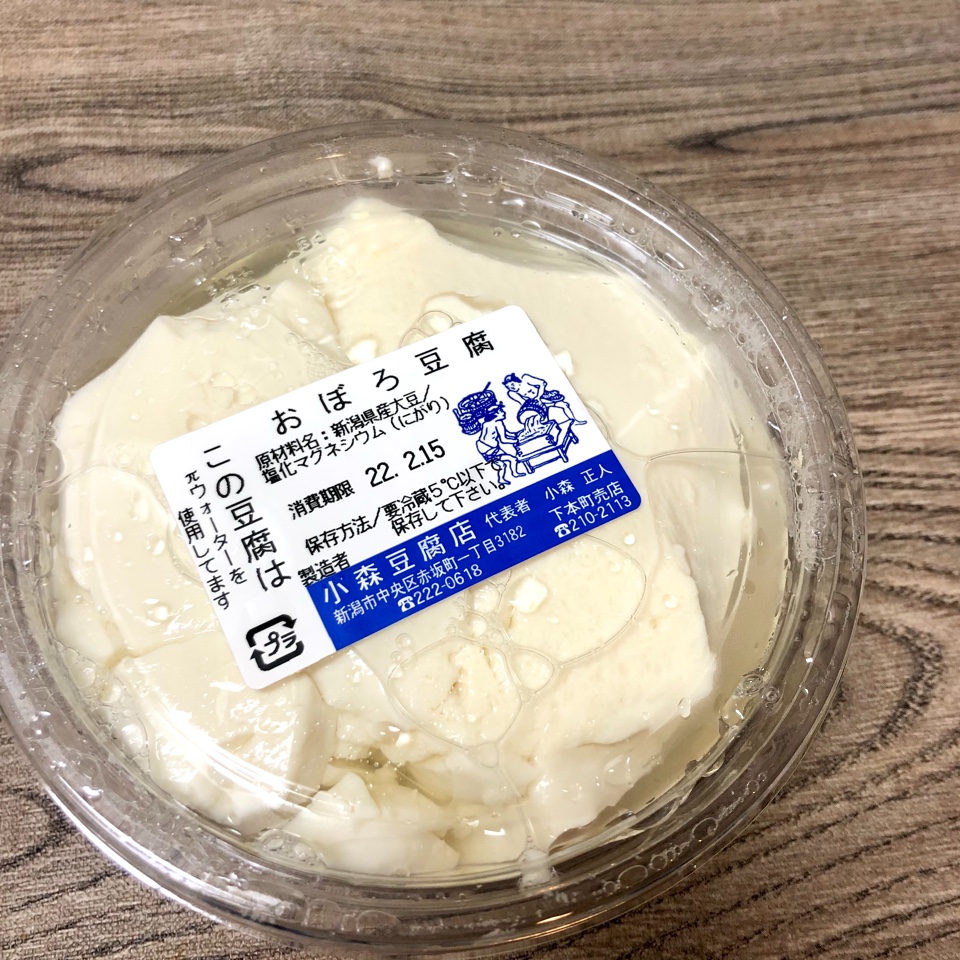 おぼろ豆腐
この豆腐は
元ウォーターを
使用してます
原材料名：新潟県産大豆/
塩化マグネシウム（にがり）
消費期限 22. 2.15
保存方法/要冷蔵5℃以下で
保存して下さい。
プラ
製造者
小森豆腐店 代表者 小森 正人
新潟市中央区赤坂町一丁目3182 下本町売店
☎222-0618 ☎210-2113